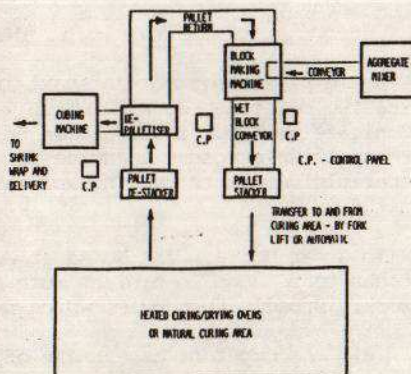 PALLET
RETURN
BLOCK
MAKING
MACHINE
CONVEYOR
AGGREGATE
MIXER
CUBING
MACHINE
DE-
PALLETISER
C.P
WET
BLOCK
CONVEYOR
C.P
TO
SHRINK
WRAP AND
DELIVERY
C.P
PALLET
DE-STACKER
PALLET
STACKER
C.P. - CONTROL PANEL
TRANSFER TO AND FROM
CURING AREA - BY FORK
LIFT OR AUTOMATIC
HEATED CURING/DRYING OVENS
OR NATURAL CURING AREA